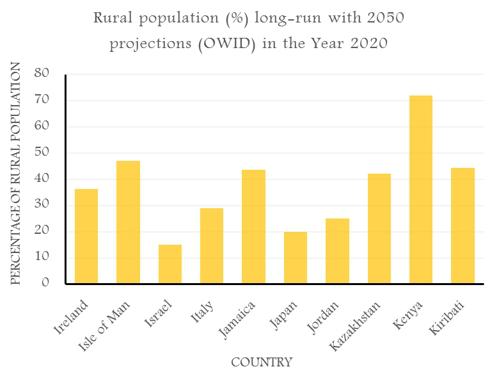 Rural population (%) long-run with 2050
projections (OWID) in the Year 2020
PERCENTAGE OF RURAL POPULATION
80
70
60
50
40
30
20
10
0
Ireland
Isle of Man
Israel
Italy
Jamaica
Japan
Jordan
Kazakhstan
Kenya
Kiribati
COUNTRY